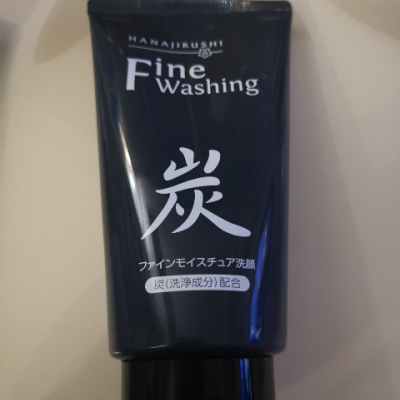 HANAJIRUSHI
Fine
Washing
炭
ファインモイスチュア洗顔
炭(洗浄成分)配合